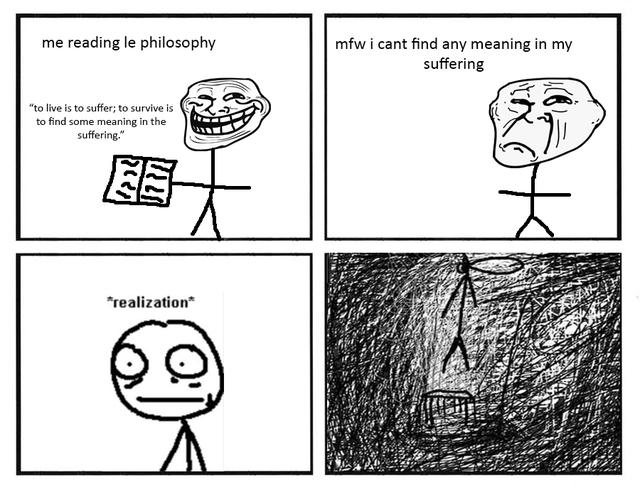 me reading le philosophy
“to live is to suffer; to survive is
to find some meaning in the
suffering.”
mfw i cant find any meaning in my
suffering
*realization*